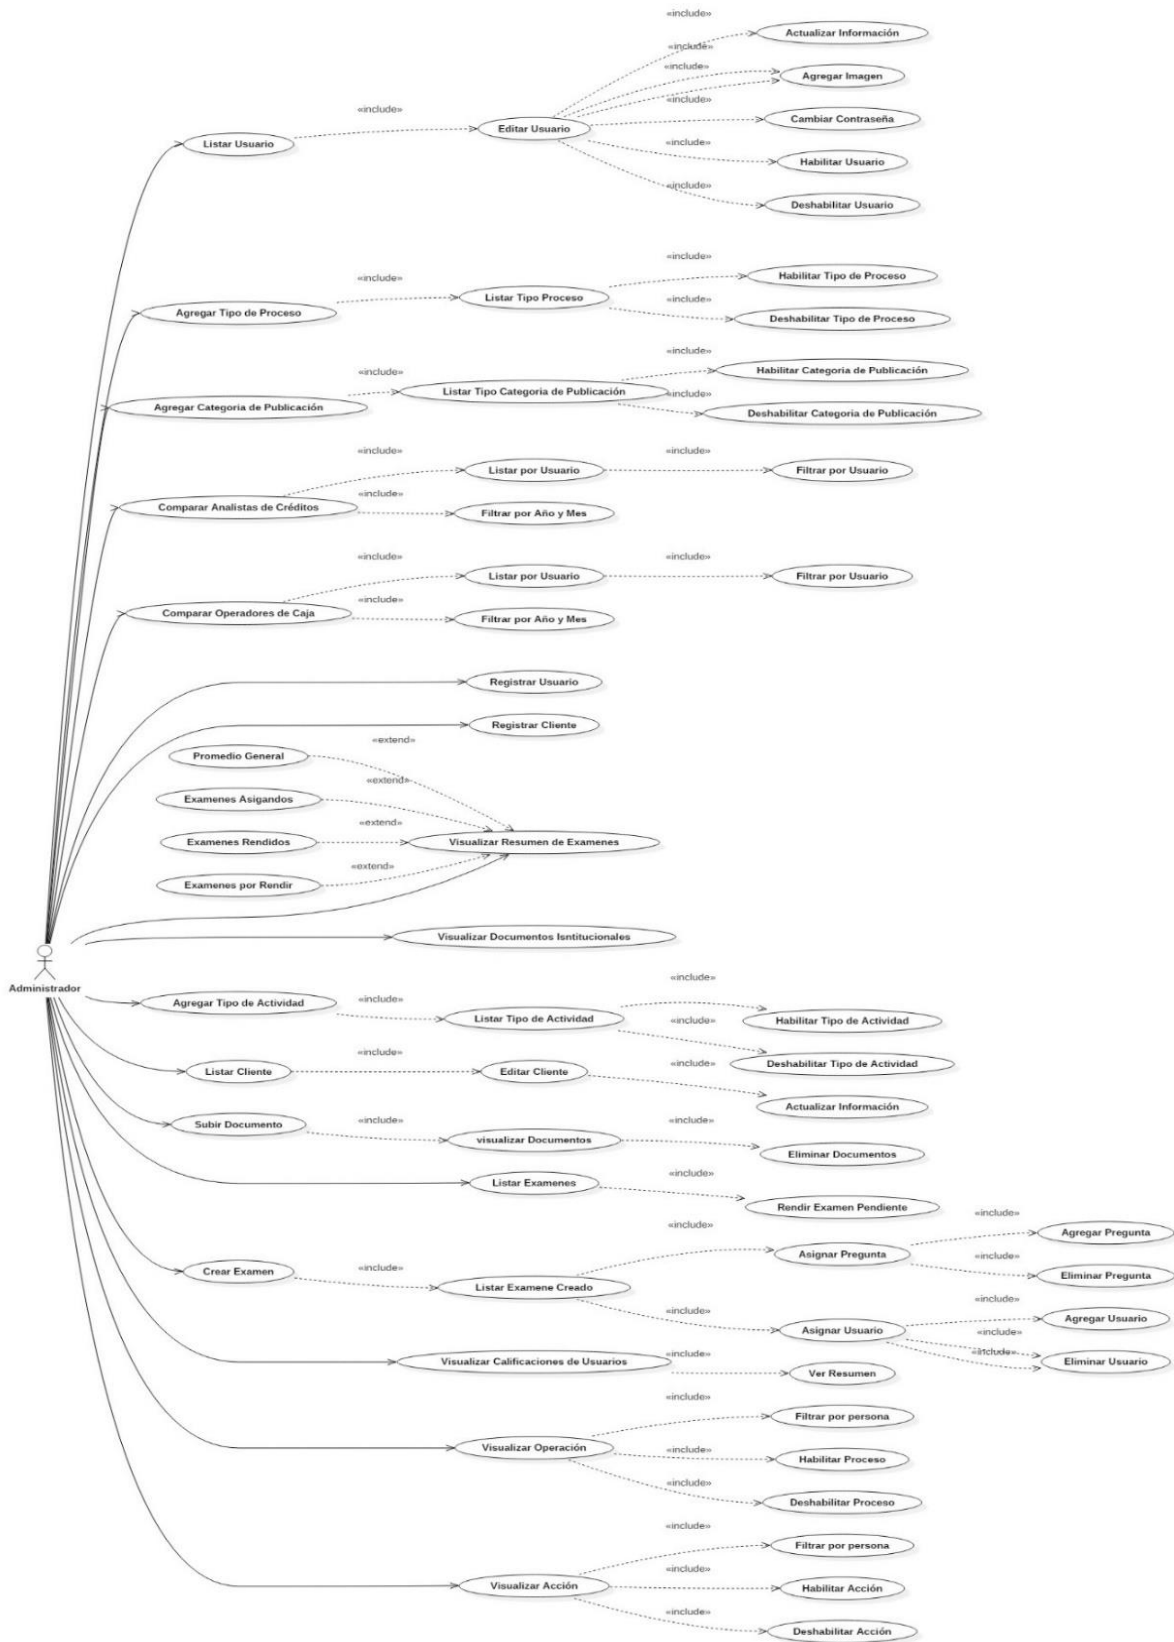 «include»
Actualizar Información
«include»
«include»
Agregar Imagen
«include»
«include»
Cambiar Contraseña
Editar Usuario
Listar Usuario
«include»
Habilitar Usuario
«include»
Deshabilitar Usuario
«include»
Habilitar Tipo de Proceso
«include»
Listar Tipo Proceso
Agregar Tipo de Proceso
«include»
Deshabilitar Tipo de Proceso
«include»
Habilitar Categoria de Publicación
«include»
Listar Tipo Categoria de Publicación
«include»
Agregar Categoria de Publicación
Deshabilitar Categoria de Publicación
«include»
«include»
Listar por Usuario
Filtrar por Usuario
«include»
Comparar Analistas de Créditos
Filtrar por Año y Mes
«include»
«include»
Listar por Usuario
Filtrar por Usuario
«include»
Comparar Operadores de Caja
Filtrar por Año y Mes
Registrar Usuario
Registrar Cliente
«extend»
Promedio General
«extend»
Examenes Asigandos
«extend»
Examenes Rendidos
Visualizar Resumen de Examenes
«extend»
Examenes por Rendir
Visualizar Documentos Isntitucionales
Administrador
«include»
Agregar Tipo de Actividad
«include»
Listar Tipo de Actividad
Habilitar Tipo de Actividad
«include»
Deshabilitar Tipo de Actividad
«include»
Listar Cliente
Editar Cliente
«include»
Actualizar Información
Subir Documento
«include»
visualizar Documentos
«include»
Eliminar Documentos
Listar Examenes
«include»
Rendir Examen Pendiente
«include»
Asignar Pregunta
«include»
Agregar Pregunta
«include»
Eliminar Pregunta
Crear Examen
«include»
Listar Examene Creado
«include»
Asignar Usuario
«include»
Agregar Usuario
«include»
«include»
Eliminar Usuario
Visualizar Calificaciones de Usuarios
«include»
Ver Resumen
«include»
Filtrar por persona
Visualizar Operación
«include»
Habilitar Proceso
«include»
Deshabilitar Proceso
«include»
Filtrar por persona
Visualizar Acción
«include»
Habilitar Acción
«include»
Deshabilitar Acción